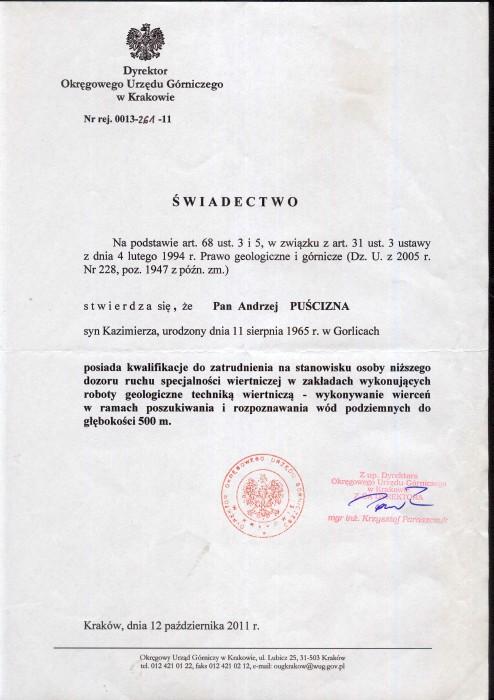 Dyrektor
Okręgowego Urzędu Górniczego
w Krakowie
Nr rej. 0013-261-11
ŚWIADECTWO
Na podstawie art. 68 ust. 3 i 5, w związku z art. 31 ust. 3 ustawy
z dnia 4 lutego 1994 r. Prawo geologiczne i górnicze (Dz. U. z 2005 r.
Nr 228, poz. 1947 z późn. zm.)
stwierdza się, że Pan Andrzej PUŚCIZNA
syn Kazimierza, urodzony dnia 11 sierpnia 1965 r. w Gorlicach
posiada kwalifikacje do zatrudnienia na stanowisku osoby niższego
dozoru ruchu specjalności wiertniczej w zakładach wykonujących
roboty geologiczne techniką wiertniczą - wykonywanie wierceń
w ramach poszukiwania i rozpoznawania wód podziemnych do
głębokości 500 m.
DYREKTOR OKRĘGOWEGO URZĘDU GÓRNICZEGO
Z up. Dyrektora
Okręgowego Urzędu Górniczego
w Krakowie
mgr inż. Krzysztof
Kraków, dnia 12 października 2011 r.
Okręgowy Urząd Górniczy w Krakowie, ul. Lubicz 25, 31-503 Kraków
tel. 012 421 01 22, faks 012 421 02 12, e-mail: ougkrakow@wug.gov.pl